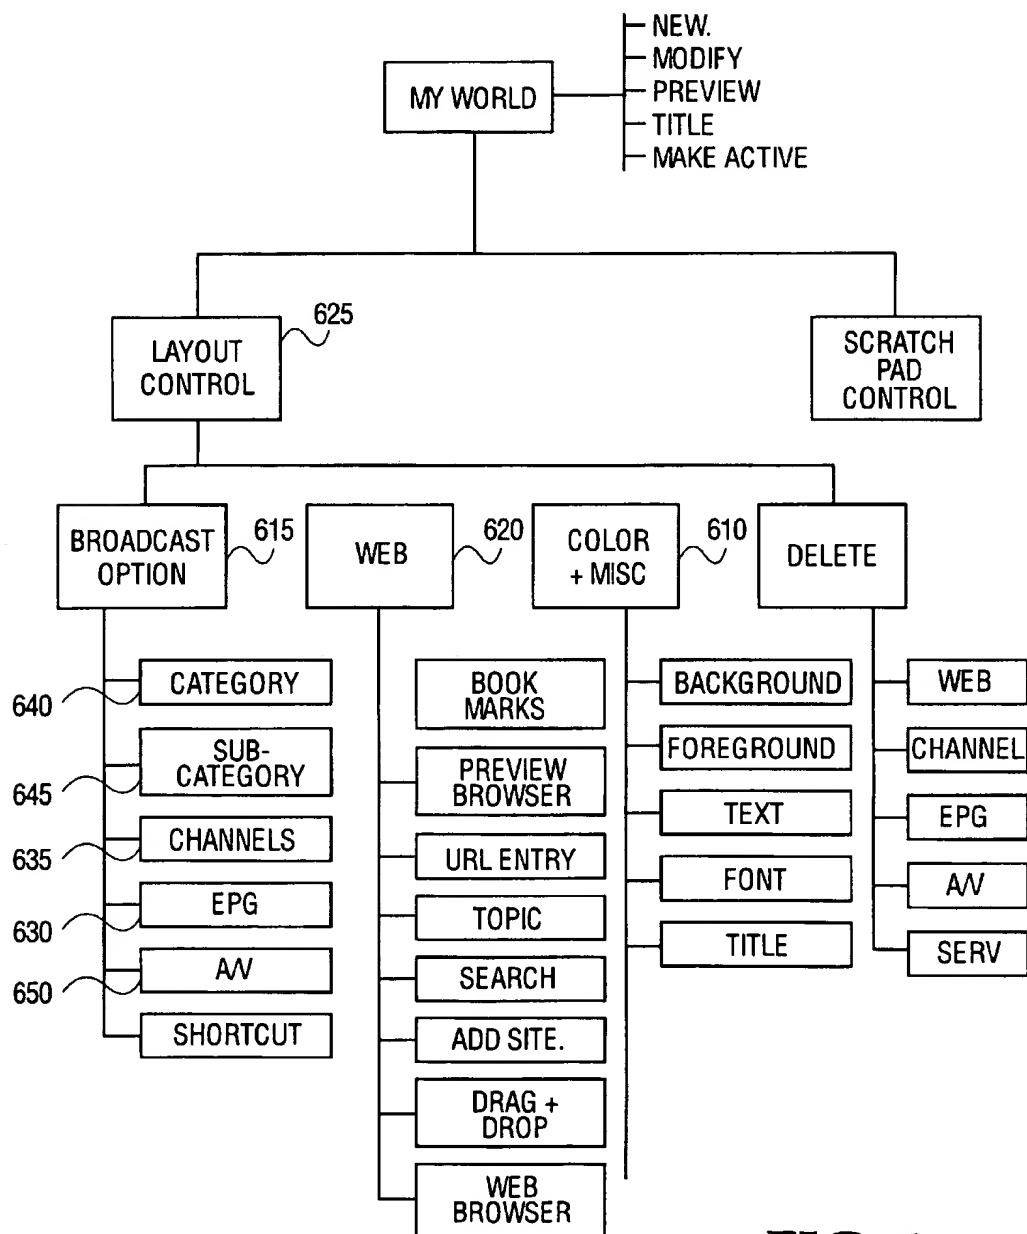 NEW.
MODIFY
PREVIEW
TITLE
MAKE ACTIVE
MY WORLD
625
LAYOUT
CONTROL
SCRATCH
PAD
CONTROL
BROADCAST
OPTION
615
WEB
620
COLOR
+ MISC
610
DELETE
640
CATEGORY
645
SUB-
CATEGORY
635
CHANNELS
630
EPG
650
A/V
SHORTCUT
BOOK
MARKS
PREVIEW
BROWSER
URL ENTRY
TOPIC
SEARCH
ADD SITE.
DRAG +
DROP
WEB
BROWSER
BACKGROUND
FOREGROUND
TEXT
FONT
TITLE
WEB
CHANNEL
EPG
A/V
SERV